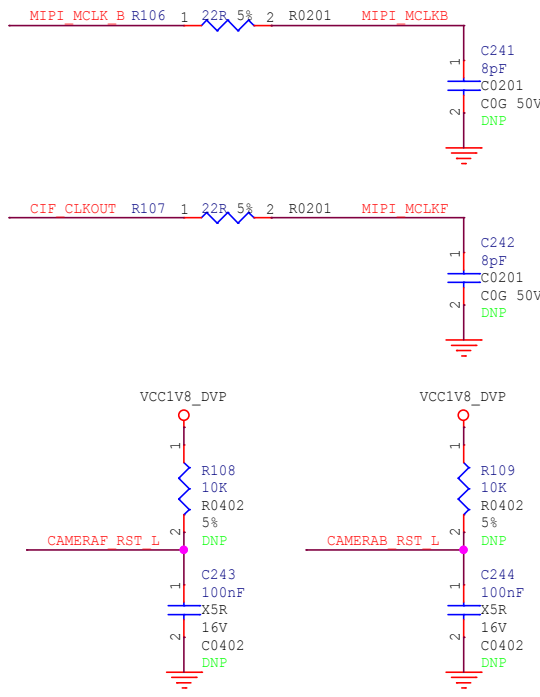 MIPI_MCLK_B R106 1 22R 5% 2 R0201 MIPI_MCLKB
C241
1
8pF
C0201
C0G 50V
2
DNP
CIF_CLKOUT R107 1 22R 5% 2 R0201 MIPI_MCLKF
C242
1
8pF
C0201
C0G 50V
2
DNP
VCC1V8_DVP
1
R108
10K
R0402
5%
2
DNP
CAMERAF_RST_L
C243
1
100nF
X5R
16V
2
C0402
DNP
VCC1V8_DVP
1
R109
10K
R0402
5%
2
DNP
CAMERAB_RST_L
C244
1
100nF
X5R
16V
2
C0402
DNP